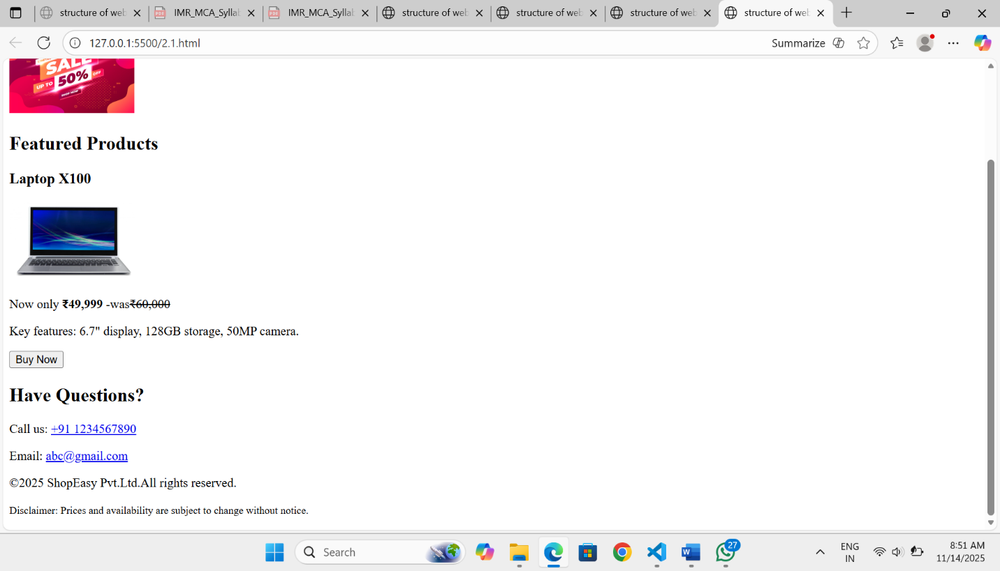 structure of web
IMR_MCA_Syllab
IMR_MCA_Syllab
structure of web
structure of web
structure of web
structure of web
127.0.0.1:5500/2.1.html
Summarize
SALE
UP TO 50% OFF
SHOP NOW
Featured Products
Laptop X100
Now only ₹49,999 -was₹60,000
Key features: 6.7" display, 128GB storage, 50MP camera.
Buy Now
Have Questions?
Call us: +91 1234567890
Email: abc@gmail.com
©2025 ShopEasy Pvt.Ltd.All rights reserved.
Disclaimer: Prices and availability are subject to change without notice.
Search
27
ENG
IN
8:51 AM
11/14/2025